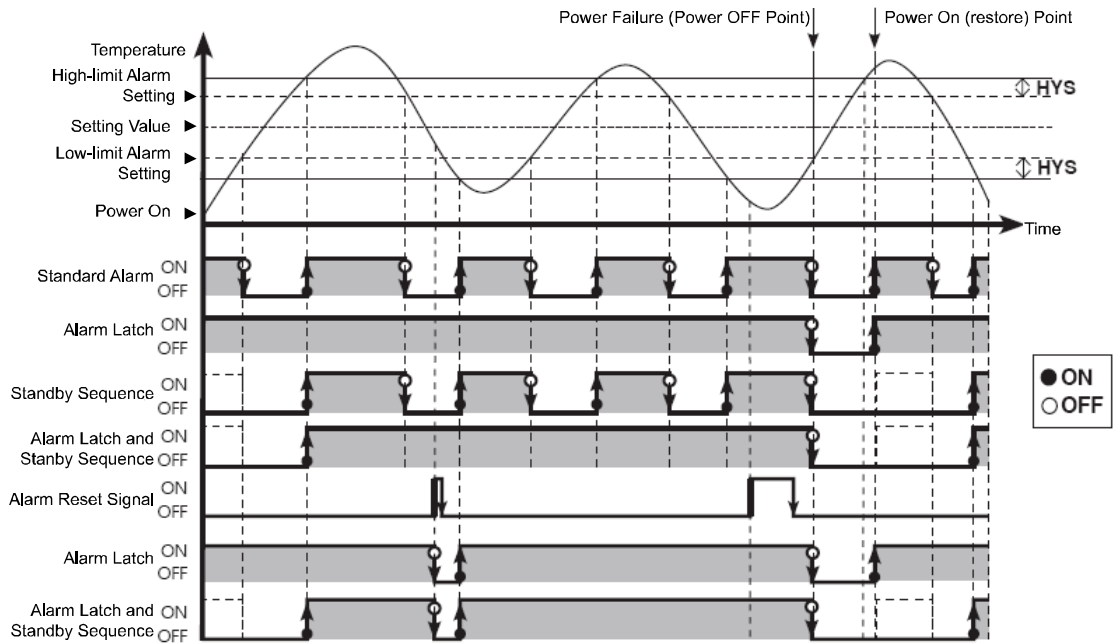 Power Failure (Power OFF Point)
Power On (restore) Point
Temperature
High-limit Alarm
Setting
HYS
Setting Value
Low-limit Alarm
Setting
HYS
Power On
Time
Standard Alarm
ON
OFF
Alarm Latch
ON
OFF
Standby Sequence
ON
OFF
Alarm Latch and
Stanby Sequence
ON
OFF
Alarm Reset Signal
ON
OFF
Alarm Latch
ON
OFF
Alarm Latch and
Standby Sequence
ON
OFF
ON
OFF